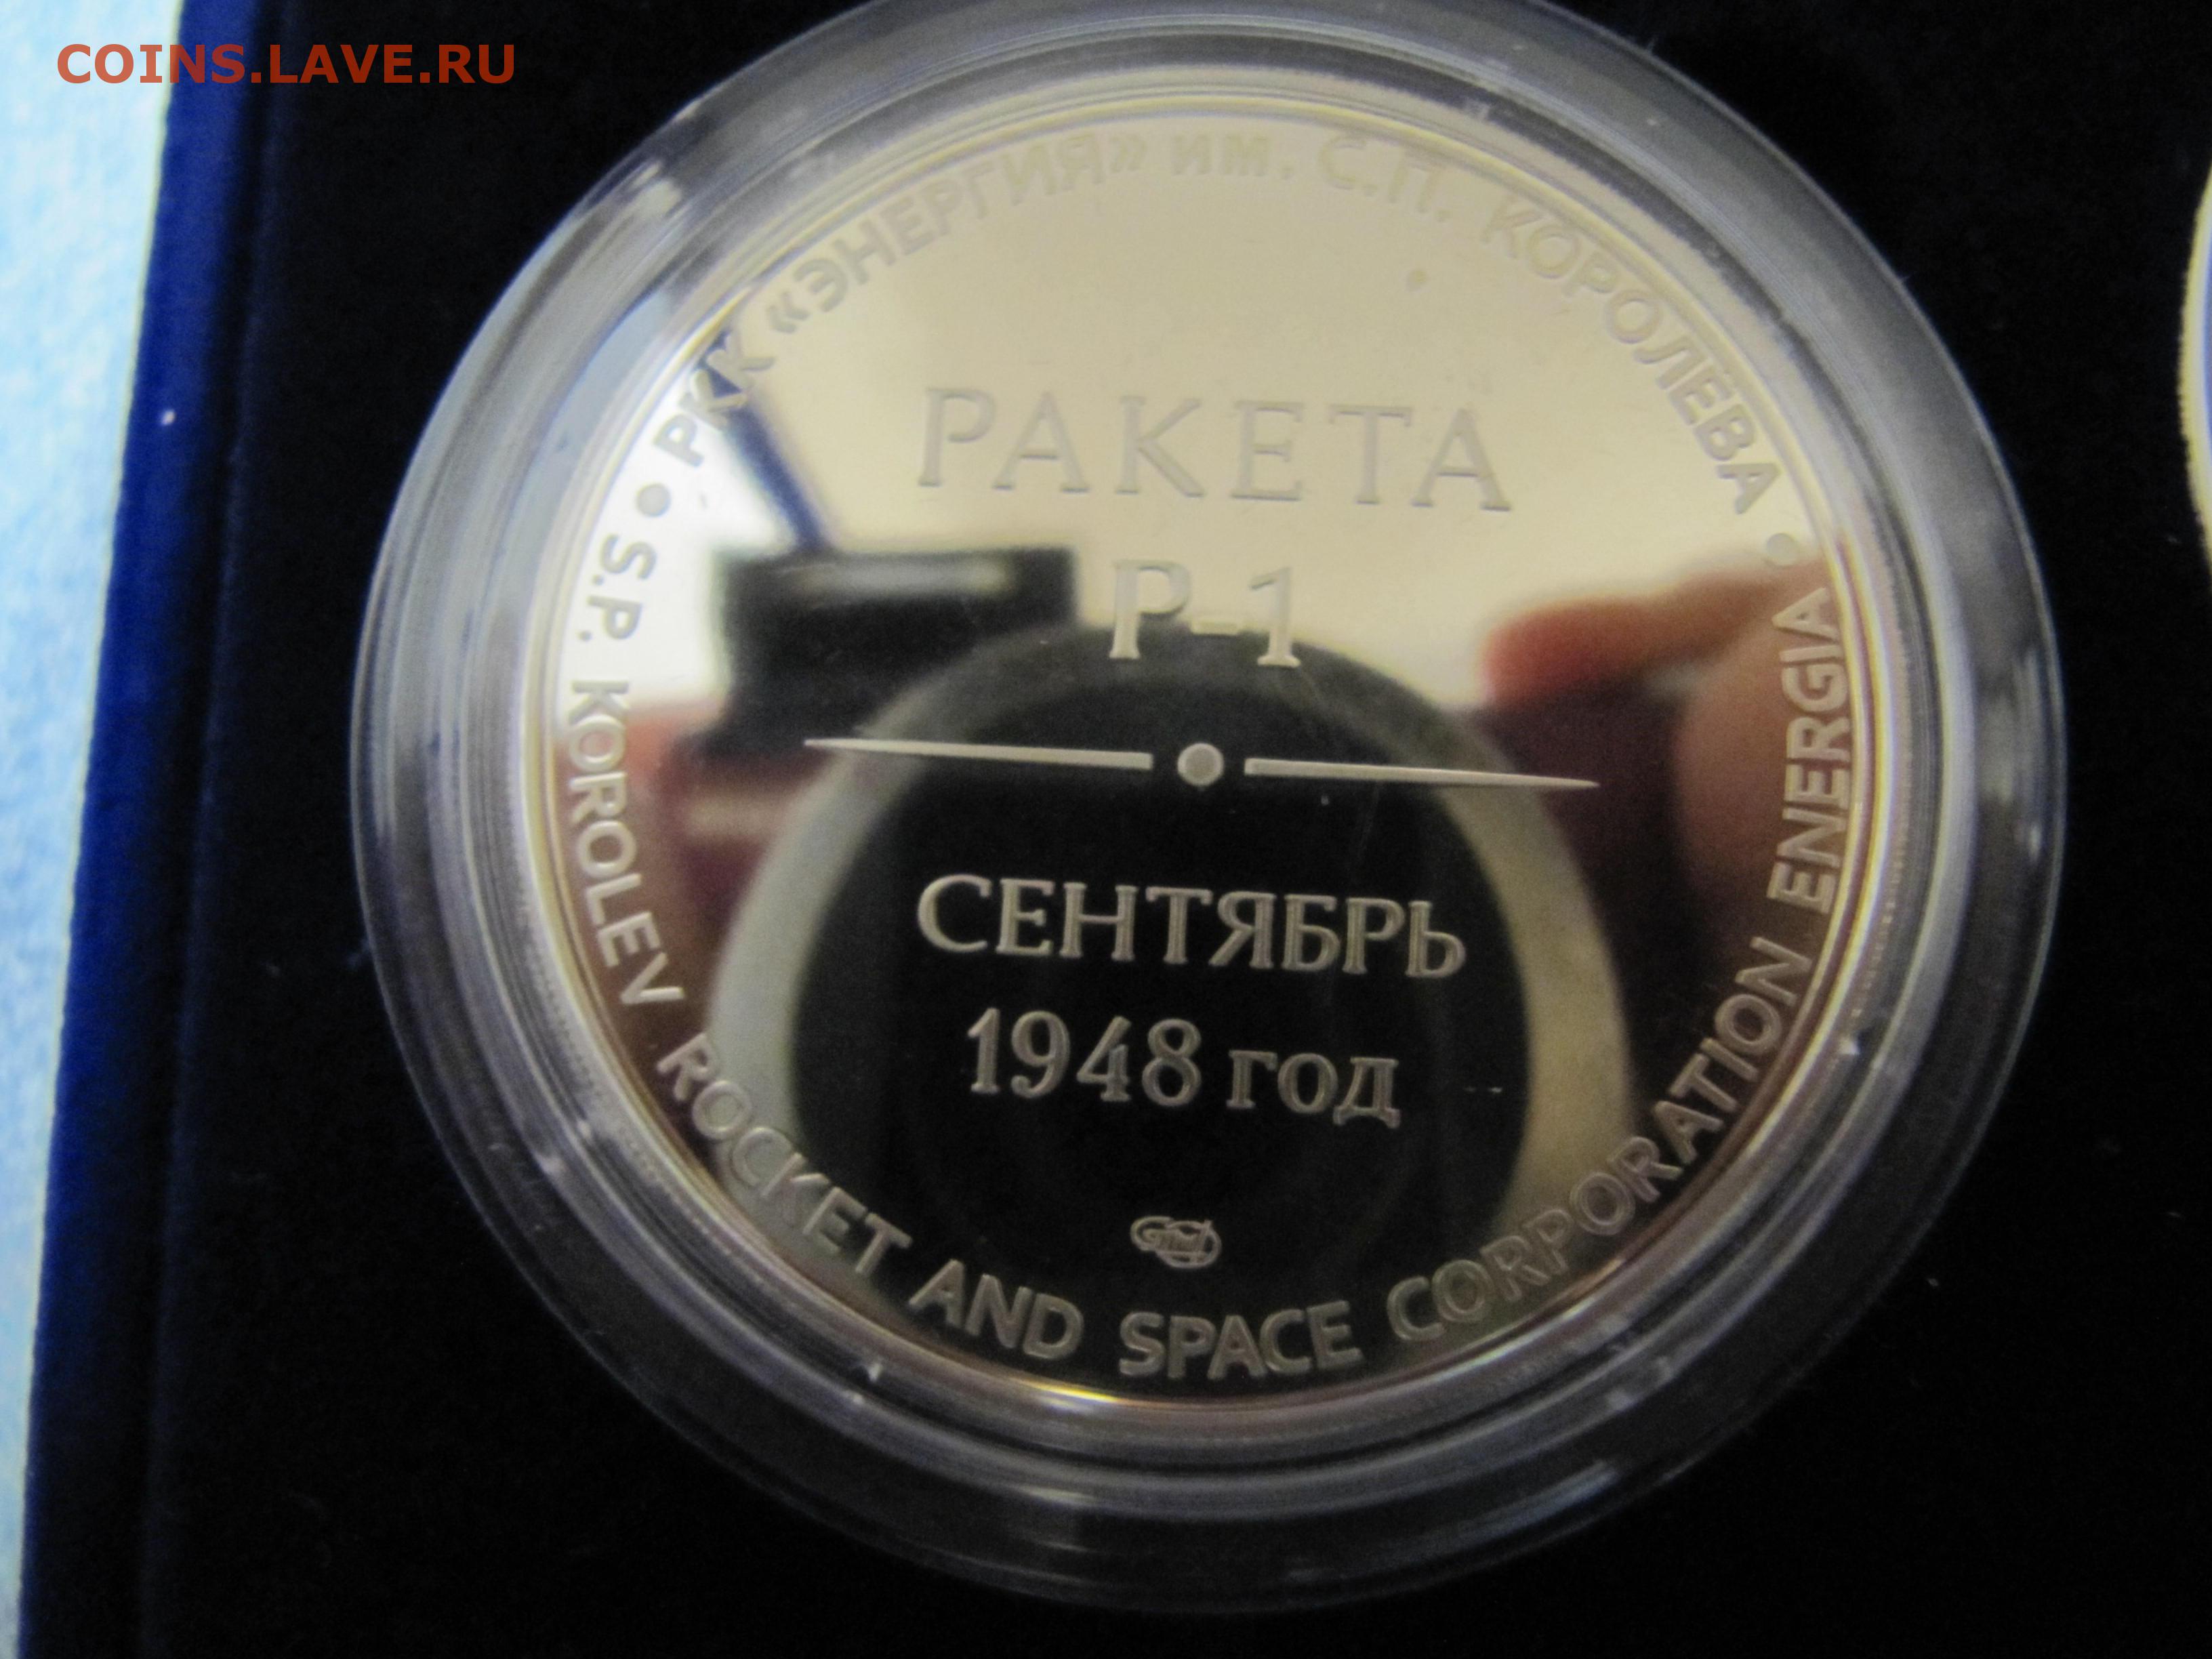 COINS.LAVE.RU
РКК «ЭНЕРГИЯ» им. С.П. КОРОЛЕВА
РАКЕТА
Р-1
СЕНТЯБРЬ
1948 год
S.P. KOROLEV ROCKET AND SPACE CORPORATION ENERGIA